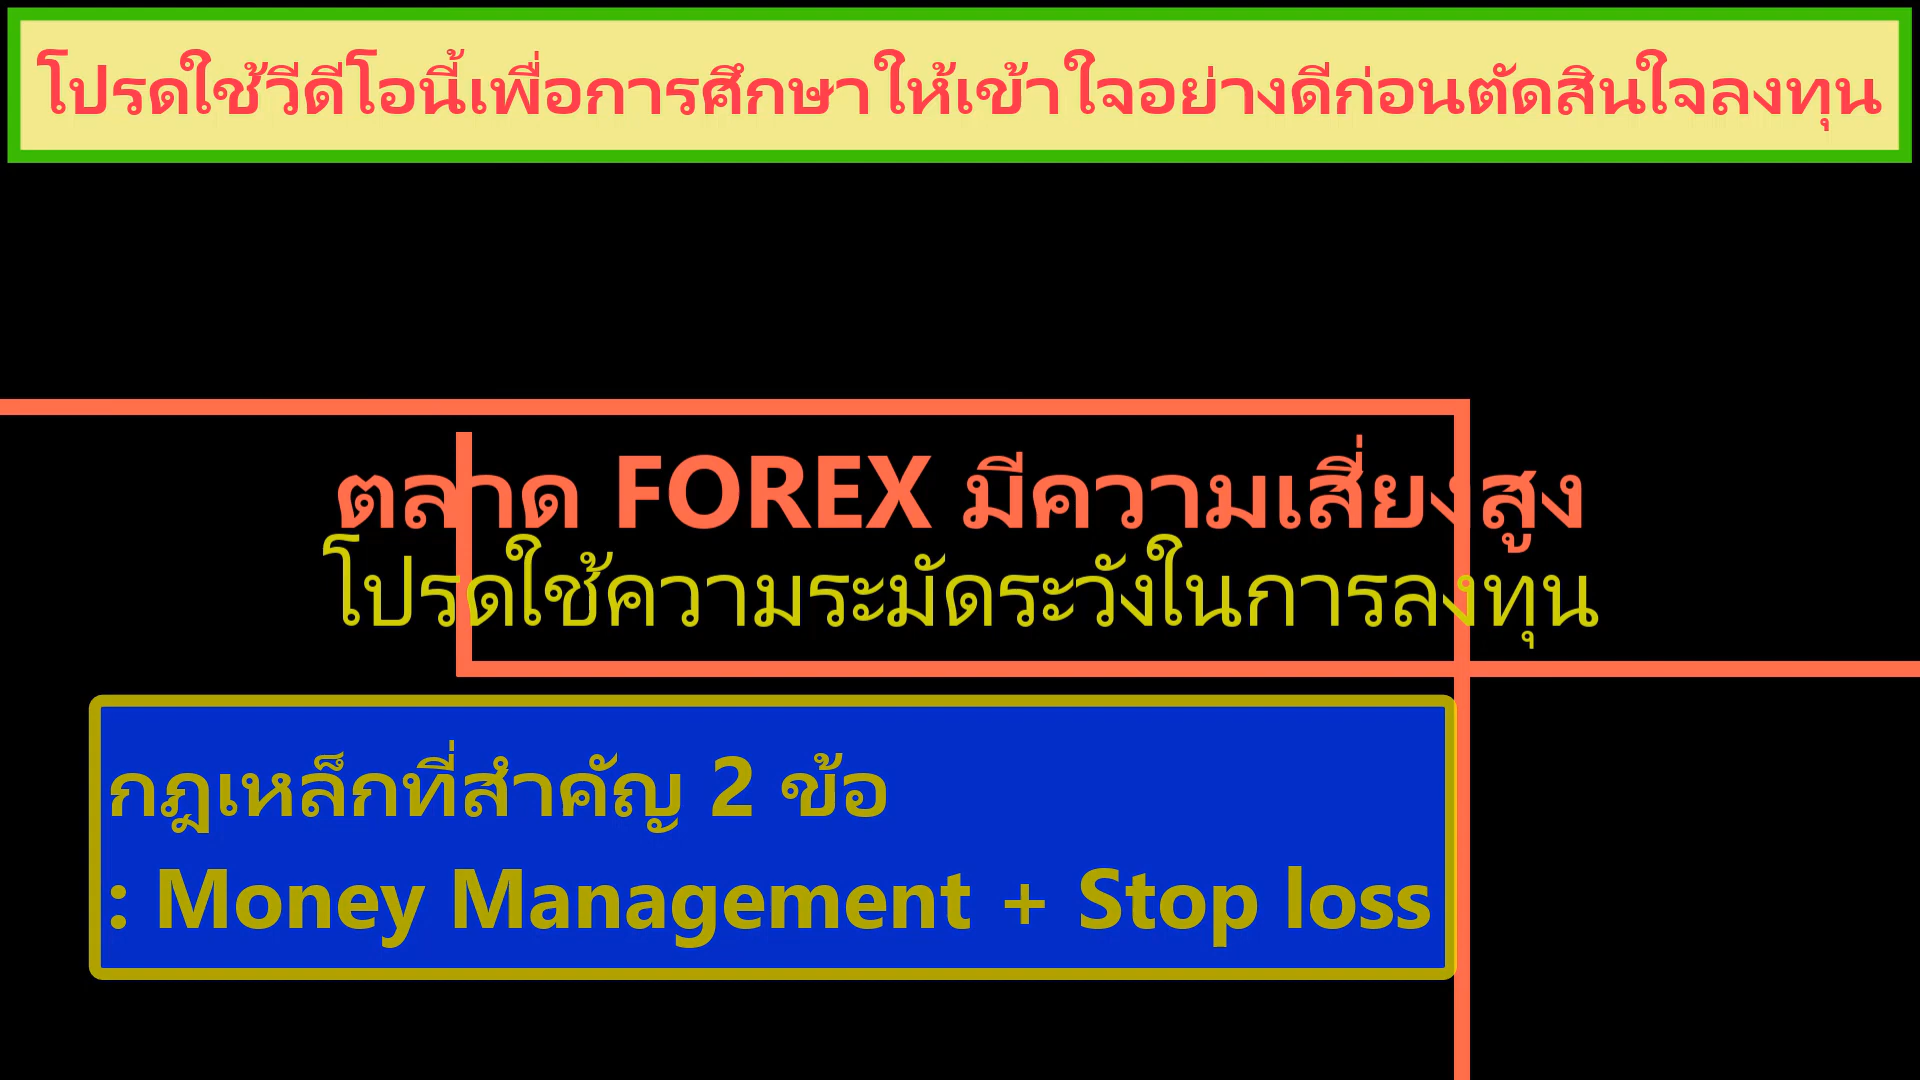 โปรดใช้วีดีโอนี้เพื่อการศึกษาให้เข้าใจอย่างดีก่อนตัดสินใจลงทุน
ตลาด FOREX มีความเสี่ยงสูง
โปรดใช้ความระมัดระวังในการลงทุน
กฎเหล็กที่สำคัญ 2 ข้อ
: Money Management + Stop loss